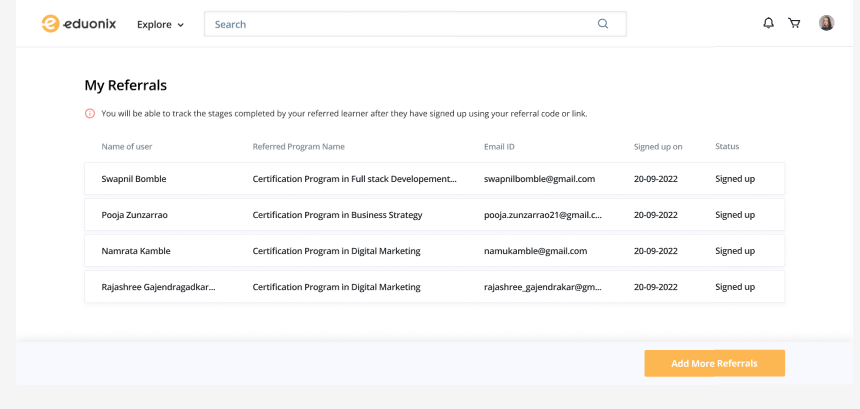 eduonix Explore Search
My Referrals
You will be able to track the stages completed by your referred learner after they have signed up using your referral code or link.
Name of user Referred Program Name Email ID Signed up on Status
Swapnil Bomble Certification Program in Full stack Developement... swapnilbomble@gmail.com 20-09-2022 Signed up
Pooja Zunzarrao Certification Program in Business Strategy pooja.zunzarrao21@gmail.c... 20-09-2022 Signed up
Namrata Kamble Certification Program in Digital Marketing namukamble@gmail.com 20-09-2022 Signed up
Rajashree Gajendragadkar... Certification Program in Digital Marketing rajashree_gajendrakar@gm... 20-09-2022 Signed up
Add More Referrals